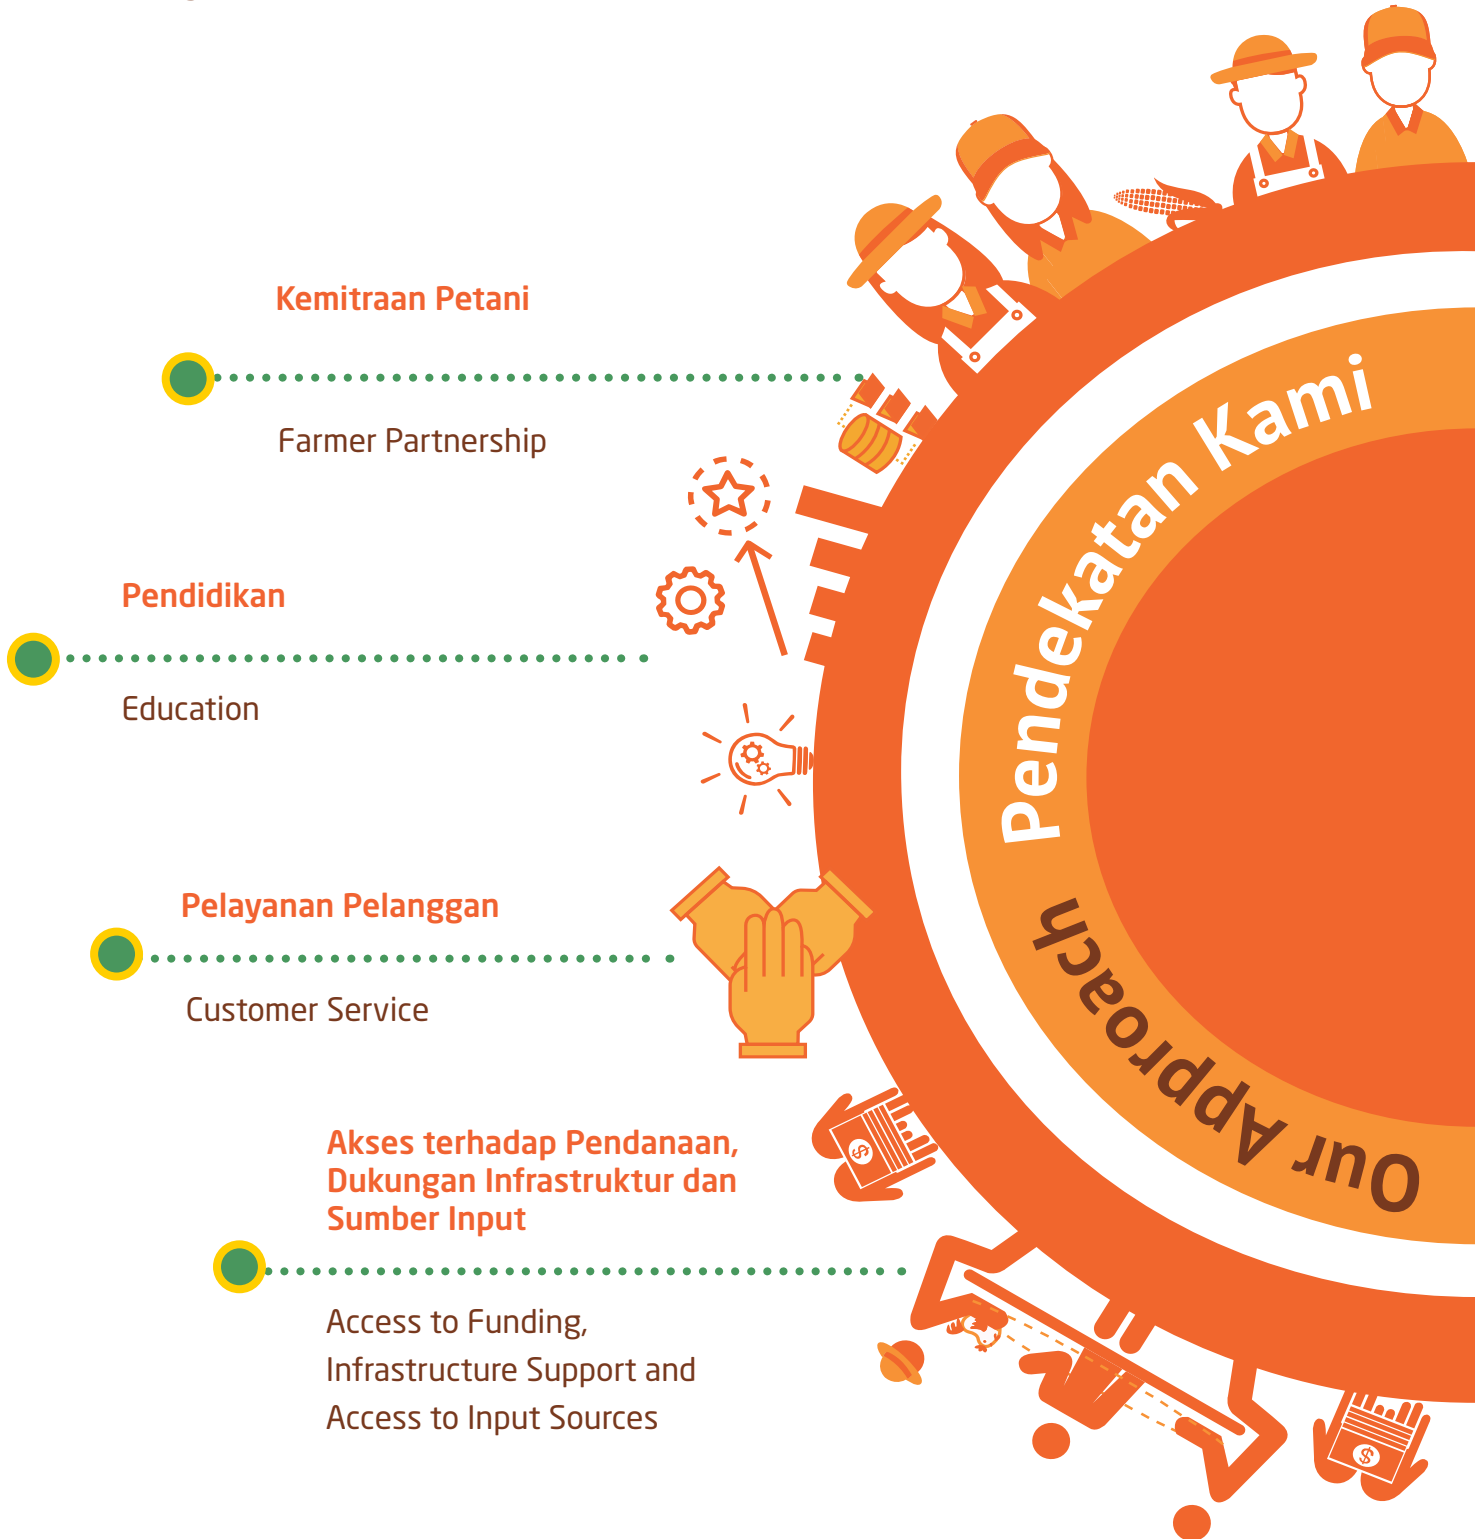 Kemitraan Petani
Farmer Partnership
Pendidikan
Education
Pelayanan Pelanggan
Customer Service
Akses terhadap Pendanaan,
Dukungan Infrastruktur dan
Sumber Input
Access to Funding,
Infrastructure Support and
Access to Input Sources
Pendekatan Kami
Our Approach
$
$